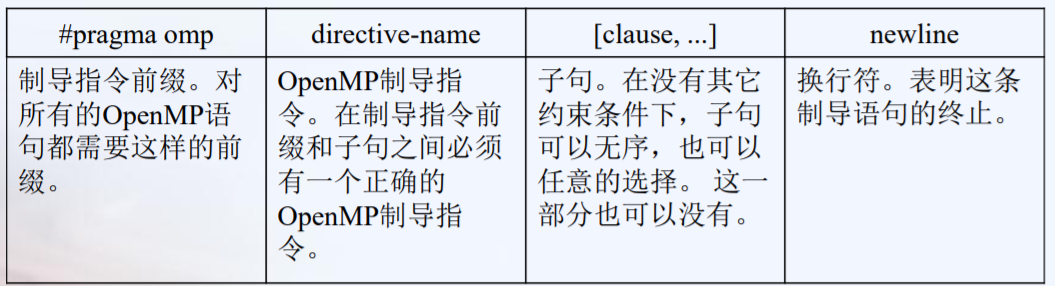 #pragma omp
directive-name
[clause, ...]
newline
制导指令前缀。对
所有的OpenMP语
句都需要这样的前
缀。
OpenMP制导指
令。在制导指令前
缀和子句之间必须
有一个正确的
OpenMP制导指
令。
子句。在没有其它
约束条件下，子句
可以无序，也可以
任意的选择。 这一
部分也可以没有。
换行符。表明这条
制导语句的终止。